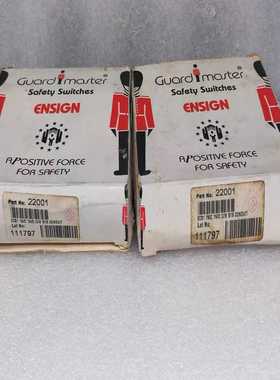 Guardmaster
Safety Switches
ENSIGN
A POSITIVE FORCE
FOR SAFETY
Part No: 22001
Lot No:
111797
Guardmaster
Safety Switches
ENSIGN
A POSITIVE FORCE
FOR SAFETY
Part No: 22001
Lot No:
111797